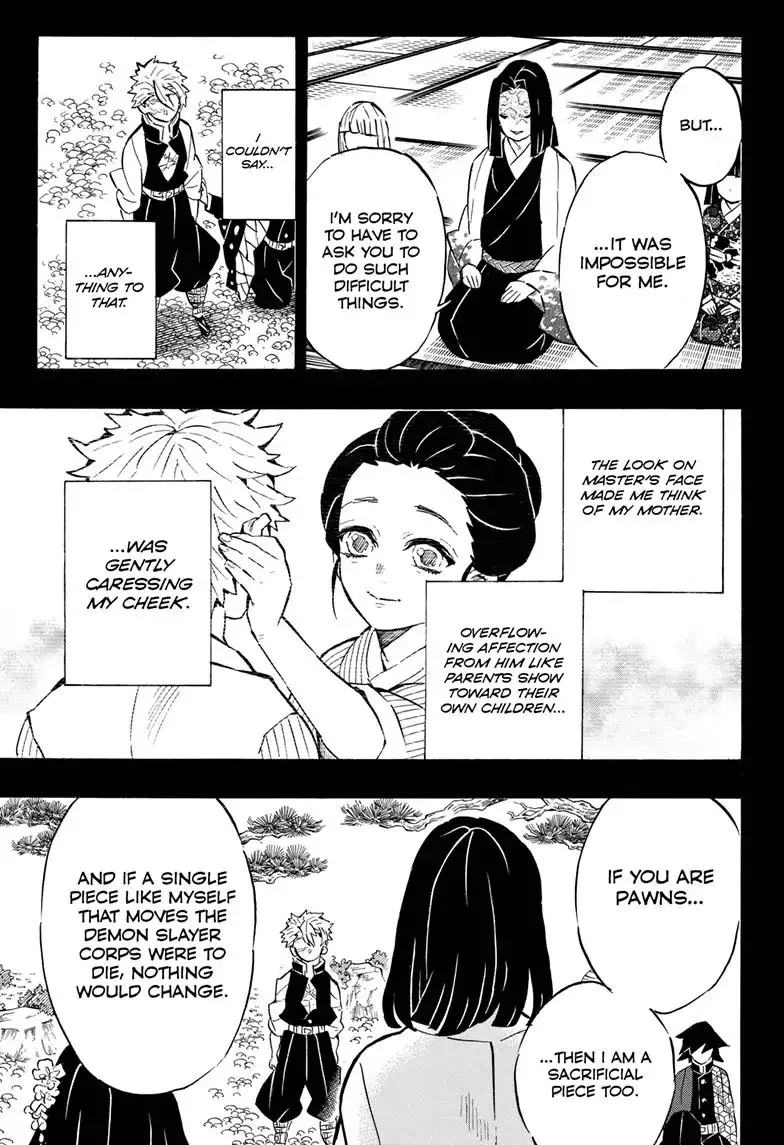 BUT...
...IT WAS
IMPOSSIBLE
FOR ME.
I'M SORRY
TO HAVE TO
ASK YOU TO
DO SUCH
DIFFICULT
THINGS.
I
COULDN'T
SAY...
...ANY-
THING TO
THAT.
THE LOOK ON
MASTER'S FACE
MADE ME THINK
OF MY MOTHER.
OVERFLOW-
ING AFFECTION
FROM HIM LIKE
PARENTS SHOW
TOWARD THEIR
OWN CHILDREN...
...WAS
GENTLY
CARESSING
MY CHEEK.
IF YOU ARE
PAWNS...
...THEN I AM A
SACRIFICIAL
PIECE TOO.
AND IF A SINGLE
PIECE LIKE MYSELF
THAT MOVES THE
DEMON SLAYER
CORPS WERE TO
DIE, NOTHING
WOULD CHANGE.